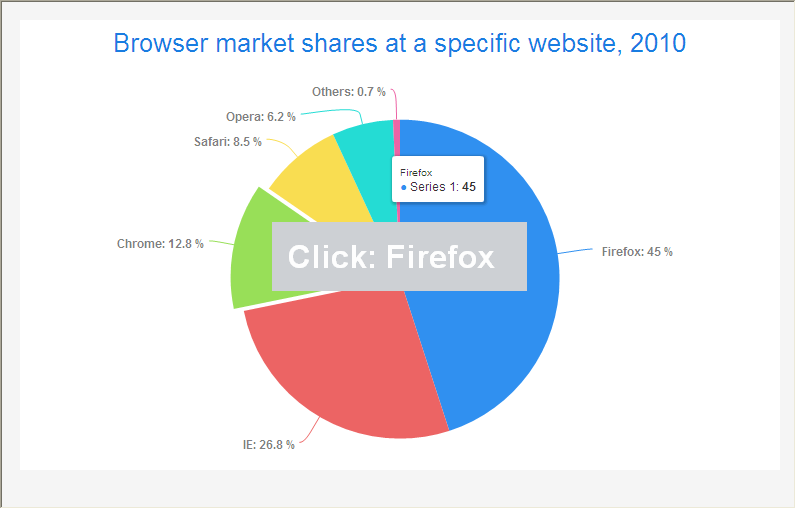 Browser market shares at a specific website, 2010
Others: 0.7 %
Opera: 6.2 %
Safari: 8.5 %
Firefox
● Series 1: 45
Chrome: 12.8 %
Click: Firefox
Firefox: 45 %
IE: 26.8 %